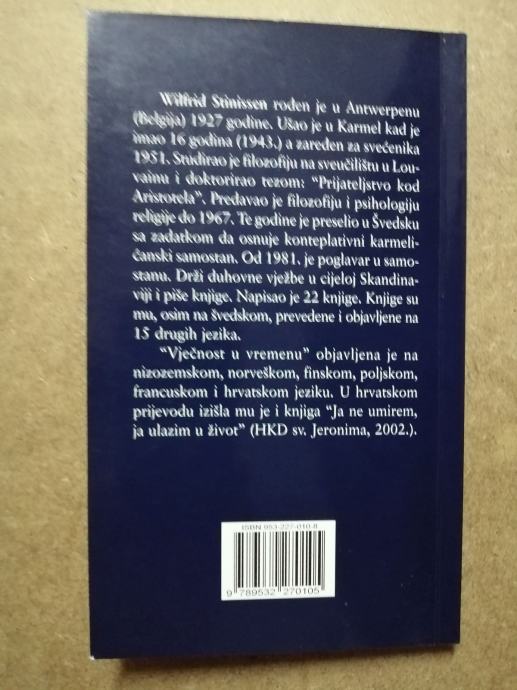 Wilfrid Stinissen rođen je u Antwerpenu
(Belgija) 1927 godine. Ušao je u Karmel kad je
imao 16 godina (1943.) a zaređen za svećenika
1951. Studirao je filozofiju na sveučilištu u Lou-
vainu i doktorirao tezom: "Prijateljstvo kod
Aristotela". Predavao je filozofiju i psihologiju
religije do 1967. Te godine je preselio u Švedsku
sa zadatkom da osnuje konteplativni karmeli-
ćanski samostan. Od 1981. je poglavar u samo-
stanu. Drži duhovne vježbe u cijeloj Skandina-
viji i piše knjige. Napisao je 22 knjige. Knjige su
mu, osim na švedskom, prevedene i objavljene na
15 drugih jezika.
"Vječnost u vremenu" objavljena je na
nizozemskom, norveškom, finskom, poljskom,
francuskom i hrvatskom jeziku. U hrvatskom
prijevodu izišla mu je i knjiga "Ja ne umirem,
ja ulazim u život" (HKD sv. Jeronima, 2002.).
ISBN 953-227-010-8
9 789532 270105